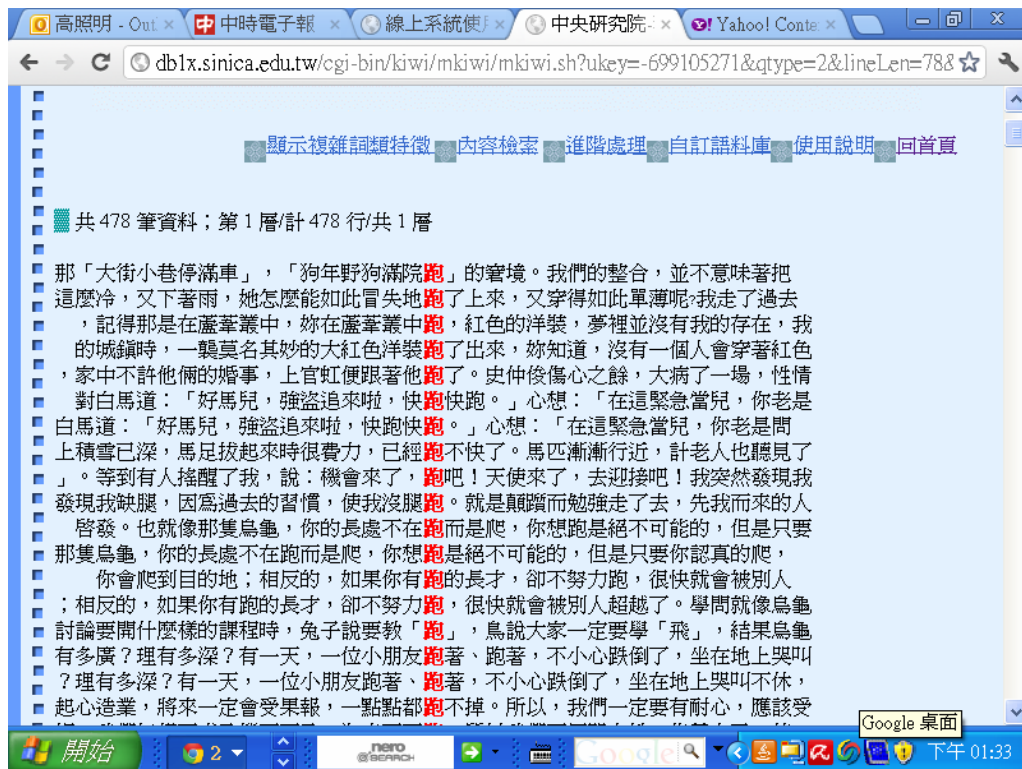 高照明 - Out
中時電子報
線上系統使
中央研究院-
Yahoo! Conte
db1x.sinica.edu.tw/cgi-bin/kiwi/mkiwi/mkiwi.sh?ukey=-699105271&qtype=2&lineLen=78&
顯示複雜詞類特徵 內容檢索 進階處理 自訂語料庫 使用說明 回首頁
共 478 筆資料；第 1 層/計 478 行/共 1 層
那「大街小巷停滿車」，「狗年野狗滿院跑」的窘境。我們的整合，並不意味著把
這麼冷，又下著雨，她怎麼能如此冒失地跑了上來，又穿得如此單薄呢?我走了過去
，記得那是在蘆葦叢中，妳在蘆葦叢中跑，紅色的洋裝，夢裡並沒有我的存在，我
的城鎮時，一襲莫名其妙的大紅色洋裝跑了出來，妳知道，沒有一個人會穿著紅色
，家中不許他倆的婚事，上官虹便跟著他跑了。史仲俊傷心之餘，大病了一場，性情
對白馬道：「好馬兒，強盜追來啦，快跑快跑。」心想：「在這緊急當兒，你老是
白馬道：「好馬兒，強盜追來啦，快跑快跑。」心想：「在這緊急當兒，你老是問
上積雪已深，馬足拔起來時很費力，已經跑不快了。馬匹漸漸行近，計老人也聽見了
」。等到有人搖醒了我，說：機會來了，跑吧！天使來了，去迎接吧！我突然發現我
發現我缺腿，因為過去的習慣，使我沒腿跑。就是顛躓而勉強走了去，先我而來的人
啓發。也就像那隻烏龜，你的長處不在跑而是爬，你想跑是絕不可能的，但是只要
那隻烏龜，你的長處不在跑而是爬，你想跑是絕不可能的，但是只要你認真的爬，
你會爬到目的地；相反的，如果你有跑的長才，卻不努力跑，很快就會被別人
；相反的，如果你有跑的長才，卻不努力跑，很快就會被別人超越了。學問就像烏龜
討論要開什麼樣的課程時，兔子說要教「跑」，鳥說大家一定要學「飛」，結果烏龜
有多廣？理有多深？有一天，一位小朋友跑著、跑著，不小心跌倒了，坐在地上哭叫
？理有多深？有一天，一位小朋友跑著、跑著，不小心跌倒了，坐在地上哭叫不休，
起心造業，將來一定會受果報，一點點都跑不掉。所以，我們一定要有耐心，應該受
Google 桌面
開始
2
nero
SEARCH
Google
下午 01:33